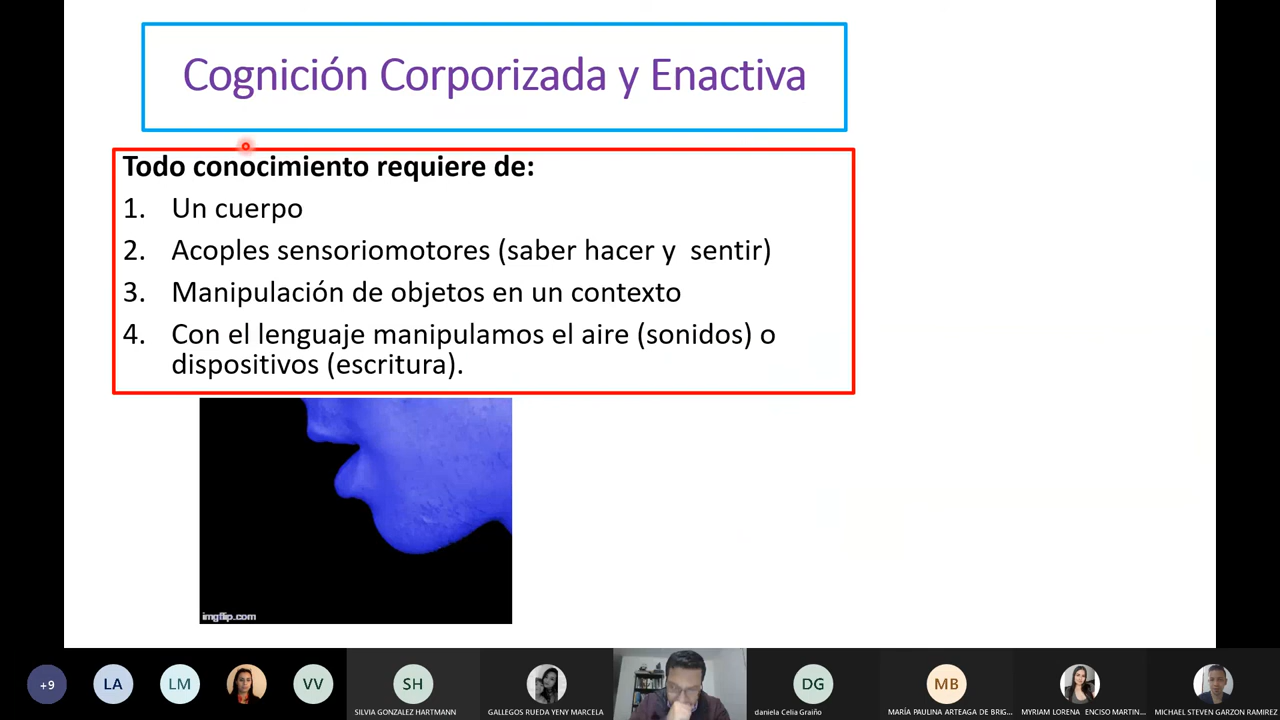 Cognición Corporizada y Enactiva
Todo conocimiento requiere de:
1. Un cuerpo
2. Acoples sensoriomotores (saber hacer y sentir)
3. Manipulación de objetos en un contexto
4. Con el lenguaje manipulamos el aire (sonidos) o
dispositivos (escritura).
imgflip.com
+9
LA
LM
VV
SH
DG
MB
SILVIA GONZALEZ HARTMANN
GALLEGOS RUEDA YENY MARCELA
daniela Celia Graiño
MARÍA PAULINA ARTEAGA DE BRIG...
MYRIAM LORENA ENCISO MARTIN...
MICHAEL STEVEN GARZON RAMIREZ